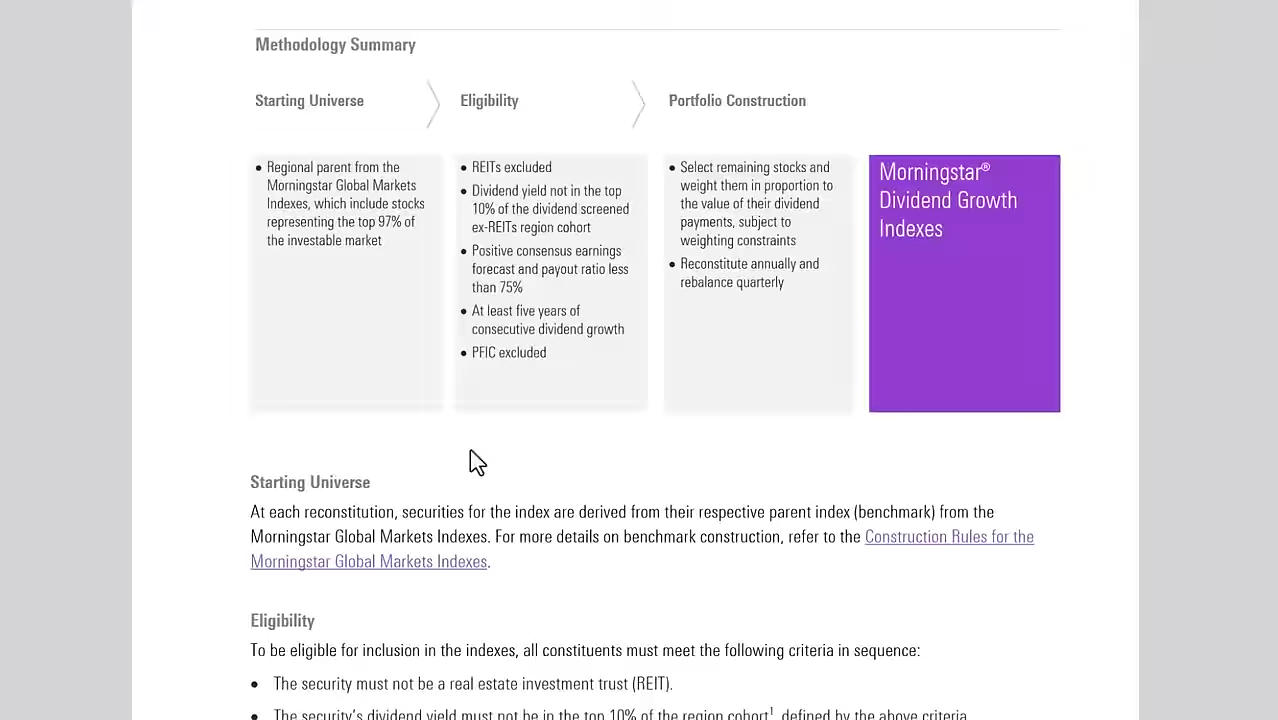 Methodology Summary
Starting Universe
Eligibility
Portfolio Construction
• Regional parent from the
Morningstar Global Markets
Indexes, which include stocks
representing the top 97% of
the investable market
• REITs excluded
• Dividend yield not in the top
10% of the dividend screened
ex-REITs region cohort
• Positive consensus earnings
forecast and payout ratio less
than 75%
• At least five years of
consecutive dividend growth
• PFIC excluded
• Select remaining stocks and
weight them in proportion to
the value of their dividend
payments, subject to
weighting constraints
• Reconstitute annually and
rebalance quarterly
Morningstar®
Dividend Growth
Indexes
Starting Universe
At each reconstitution, securities for the index are derived from their respective parent index (benchmark) from the
Morningstar Global Markets Indexes. For more details on benchmark construction, refer to the Construction Rules for the
Morningstar Global Markets Indexes.
Eligibility
To be eligible for inclusion in the indexes, all constituents must meet the following criteria in sequence:
• The security must not be a real estate investment trust (REIT).
• The security's dividend yield must not be in the top 10% of the region cohort¹, defined by the above criteria